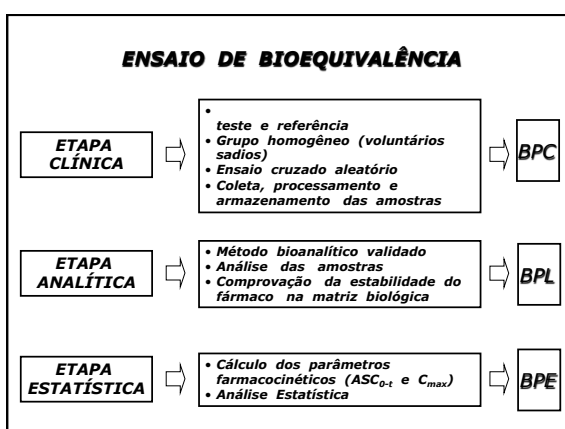 ENSAIO DE BIOEQUIVALÊNCIA
ETAPA
CLÍNICA
•
teste e referência
• Grupo homogêneo (voluntários
sadios)
• Ensaio cruzado aleatório
• Coleta, processamento e
armazenamento das amostras
BPC
ETAPA
ANALÍTICA
• Método bioanalítico validado
• Análise das amostras
• Comprovação da estabilidade do
fármaco na matriz biológica
BPL
ETAPA
ESTATÍSTICA
• Cálculo dos parâmetros
farmacocinéticos (ASC0-t e Cmax)
• Análise Estatística
BPE